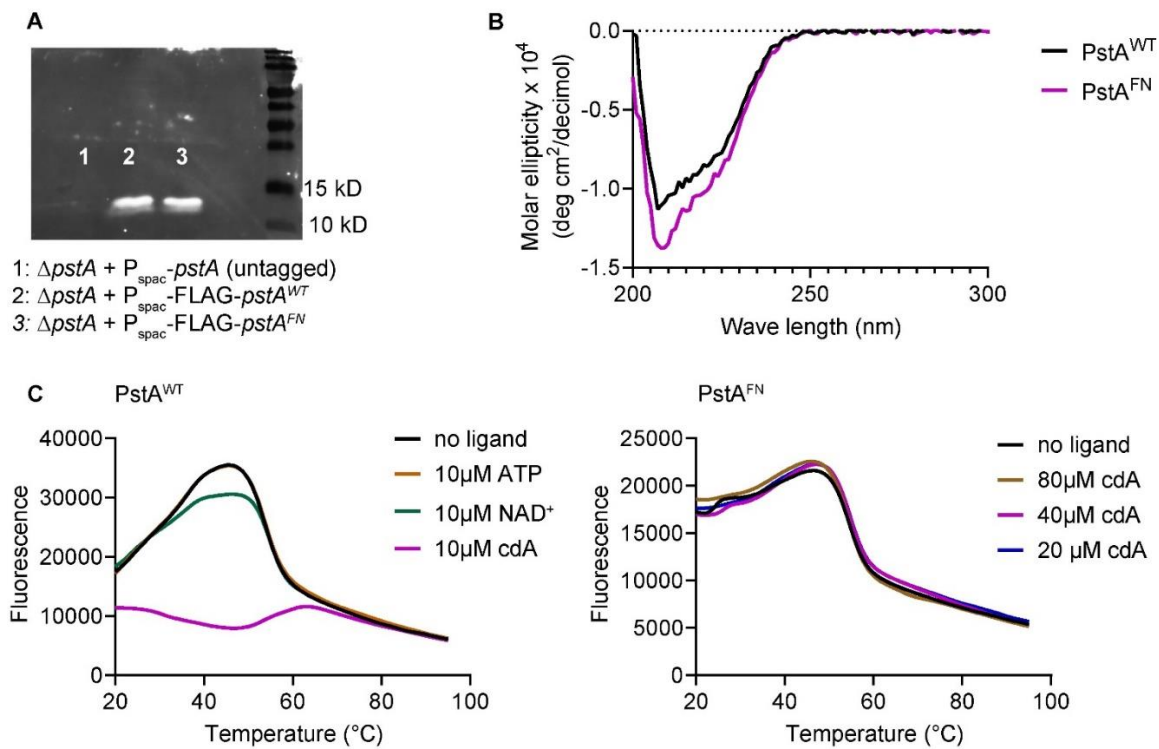 A
1 2 3
15 kD
10 kD
1: ΔpstA + Pspac-pstA (untagged)
2: ΔpstA + Pspac-FLAG-pstAWT
3: ΔpstA + Pspac-FLAG-pstAFN
B
Molar ellipticity x 10⁴
(deg cm²/decimol)
0.0
-0.5
-1.0
-1.5
200 250 300
Wave length (nm)
PstAWT
PstAFN
C
PstAWT
Fluorescence
40000
30000
20000
10000
0
20 40 60 80 100
Temperature (°C)
no ligand
10µM ATP
10µM NAD⁺
10µM cdA
PstAFN
Fluorescence
25000
20000
15000
10000
5000
0
20 40 60 80 100
Temperature (°C)
no ligand
80µM cdA
40µM cdA
20 µM cdA